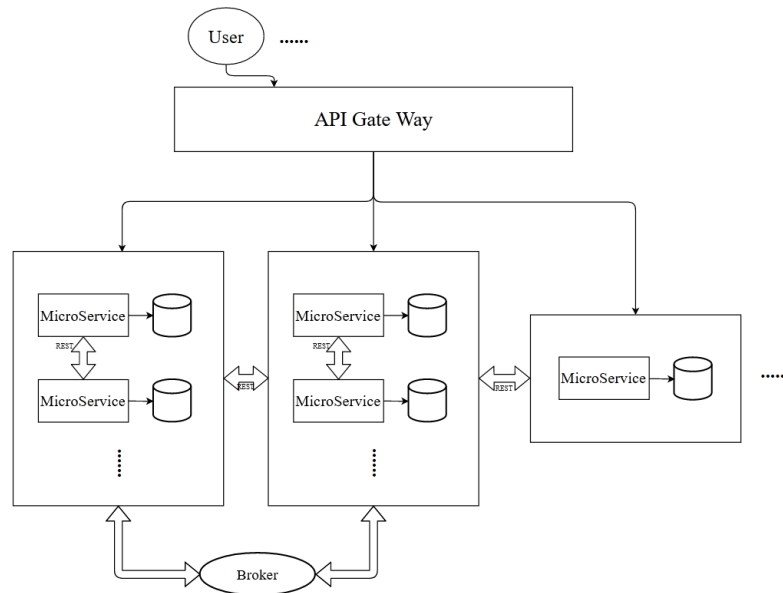 User
......
API Gate Way
MicroService
REST
MicroService
......
REST
MicroService
REST
MicroService
......
REST
MicroService
......
Broker